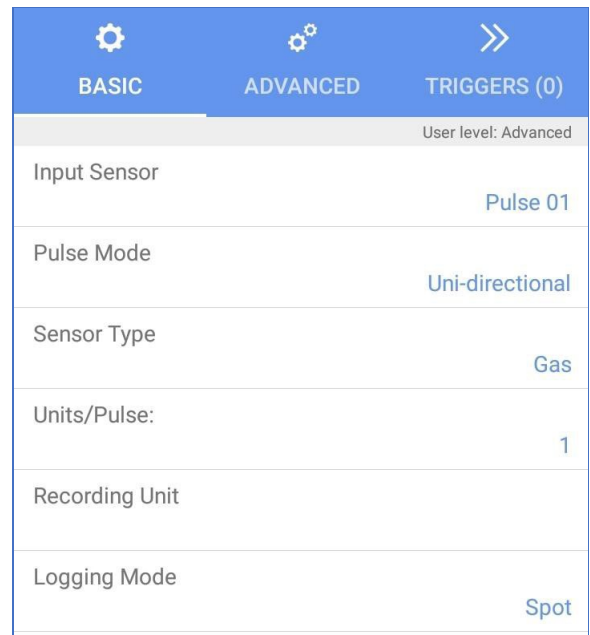 BASIC ADVANCED TRIGGERS (0)
User level: Advanced
Input Sensor
Pulse 01
Pulse Mode
Uni-directional
Sensor Type
Gas
Units/Pulse:
1
Recording Unit
Logging Mode
Spot